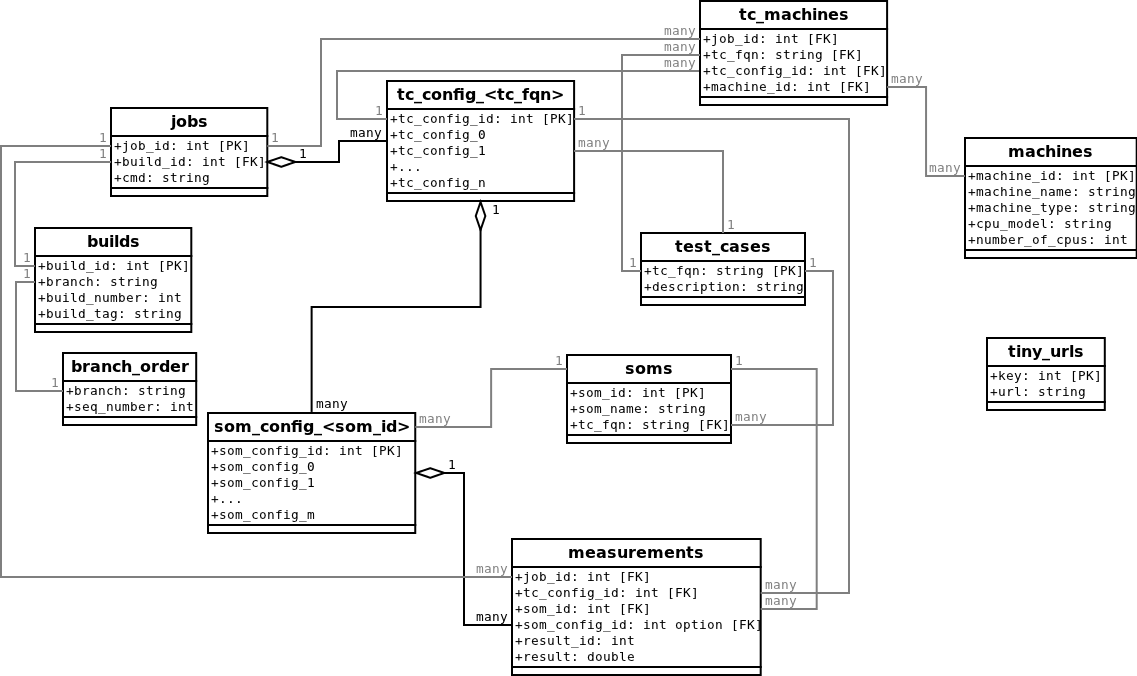 tc_machines
+job_id: int [FK]
+tc_fqn: string [FK]
+tc_config_id: int [FK]
+machine_id: int [FK]
many
many
many
many
tc_config_<tc_fqn>
+tc_config_id: int [PK]
+tc_config_0
+tc_config_1
+...
+tc_config_n
1
many
1
many
1
jobs
+job_id: int [PK]
+build_id: int [FK]
+cmd: string
1
1
1
1
machines
+machine_id: int [PK]
+machine_name: string
+machine_type: string
+cpu_model: string
+number_of_cpus: int
many
builds
+build_id: int [PK]
+branch: string
+build_number: int
+build_tag: string
1
1
test_cases
+tc_fqn: string [PK]
+description: string
1
1
1
branch_order
+branch: string
+seq_number: int
1
soms
+som_id: int [PK]
+som_name: string
+tc_fqn: string [FK]
1
1
many
tiny_urls
+key: int [PK]
+url: string
som_config_<som_id>
+som_config_id: int [PK]
+som_config_0
+som_config_1
+...
+som_config_m
many
many
1
measurements
+job_id: int [FK]
+tc_config_id: int [FK]
+som_id: int [FK]
+som_config_id: int option [FK]
+result_id: int
+result: double
many
many
many
many